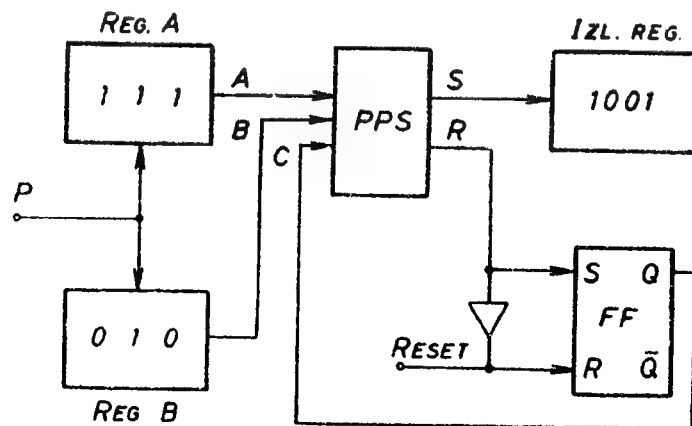 REG. A
IZL. REG.
1 1 1
A
B
C
PPS
S
R
1001
P
0 1 0
REG B
RESET
S Q
FF
R Q̄